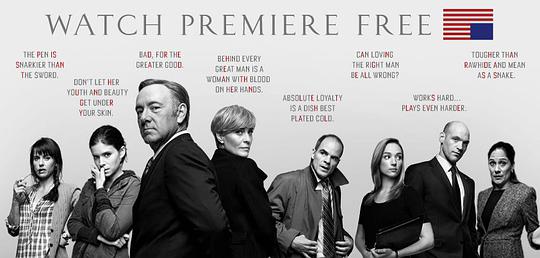 WATCH PREMIERE FREE
THE PEN IS
SNARKIER THAN
THE SWORD.
DON'T LET HER
YOUTH AND BEAUTY
GET UNDER
YOUR SKIN.
BAD, FOR THE
GREATER GOOD.
BEHIND EVERY
GREAT MAN IS A
WOMAN WITH BLOOD
ON HER HANDS.
ABSOLUTE LOYALTY
IS A DISH BEST
PLATED COLD.
CAN LOVING
THE RIGHT MAN
BE ALL WRONG?
WORKS HARD...
PLAYS EVEN HARDER.
TOUGHER THAN
RAWHIDE AND MEAN
AS A SNAKE.